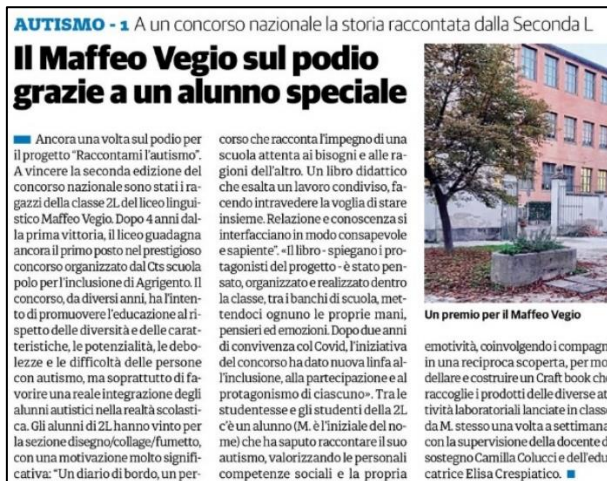 AUTISMO - 1 A un concorso nazionale la storia raccontata dalla Seconda L
Il Maffeo Vegio sul podio
grazie a un alunno speciale
Ancora una volta sul podio per
il progetto “Raccontami l'autismo”.
A vincere la seconda edizione del
concorso nazionale sono stati i ra-
gazzi della classe 2L del liceo lingui-
stico Maffeo Vegio. Dopo 4 anni dal-
la prima vittoria, il liceo guadagna
ancora il primo posto nel prestigioso
concorso organizzato dal Cts scuola
polo per l'inclusione di Agrigento. Il
concorso, da diversi anni, ha l'inten-
to di promuovere l'educazione al ri-
spetto delle diversità e delle carat-
teristiche, le potenzialità, le debo-
lezze e le difficoltà delle persone
con autismo, ma soprattutto di fa-
vorire una reale integrazione degli
alunni autistici nella realtà scolasti-
ca. Gli alunni di 2L hanno vinto per
la sezione disegno/collage/fumetto,
con una motivazione molto signifi-
cativa: “Un diario di bordo, un per-
corso che racconta l'impegno di una
scuola attenta ai bisogni e alle ra-
gioni dell'altro. Un libro didattico
che esalta un lavoro condiviso, fa-
cendo intravedere la voglia di stare
insieme. Relazione e conoscenza si
interfacciano in modo consapevole
e sapiente”. «Il libro - spiegano i pro-
tagonisti del progetto - è stato pen-
sato, organizzato e realizzato dentro
la classe, tra i banchi di scuola, met-
tendoci ognuno le proprie mani,
pensieri ed emozioni. Dopo due anni
di convivenza col Covid, l'iniziativa
del concorso ha dato nuova linfa al-
l'inclusione, alla partecipazione e al
protagonismo di ciascuno». Tra le
studentesse e gli studenti della 2L
c'è un alunno (M. è l'iniziale del no-
me) che ha saputo raccontare il suo
autismo, valorizzando le personali
competenze sociali e la propria
Un premio per il Maffeo Vegio
emotività, coinvolgendo i compagn
in una reciproca scoperta, per mo
dellare e costruire un Craft book che
raccoglie i prodotti delle diverse at
tività laboratoriali lanciate in classe
da M. stesso una volta a settimana
con la supervisione della docente d
sostegno Camilla Colucci e dell'edu
catrice Elisa Crespiatico.